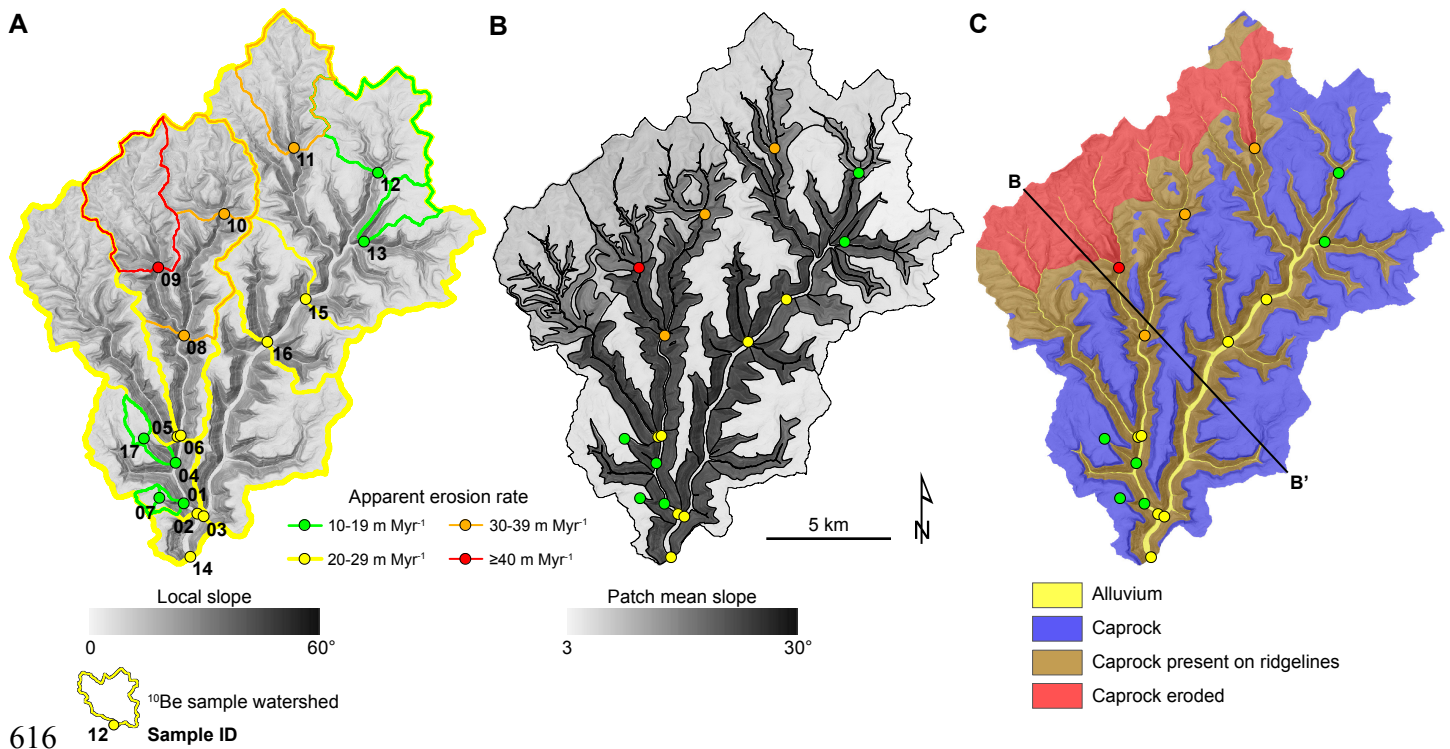 A
B
C
11
12
10
13
09
15
08
16
05
06
17
04
01
07
02
03
14
B
B’
Apparent erosion rate
10-19 m Myr⁻¹
30-39 m Myr⁻¹
20-29 m Myr⁻¹
≥40 m Myr⁻¹
5 km
N
Local slope
0
60°
Patch mean slope
3
30°
Alluvium
Caprock
Caprock present on ridgelines
Caprock eroded
¹⁰Be sample watershed
12
Sample ID
616